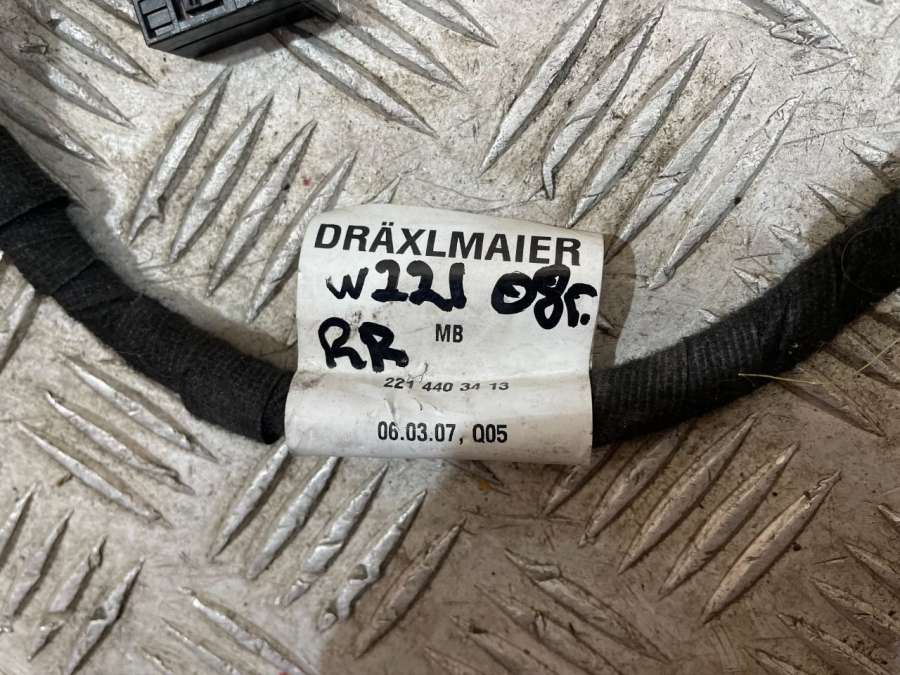 DRÄXLMAIER
W221 08г.
RR MB
221 440 34 13
06.03.07, Q05